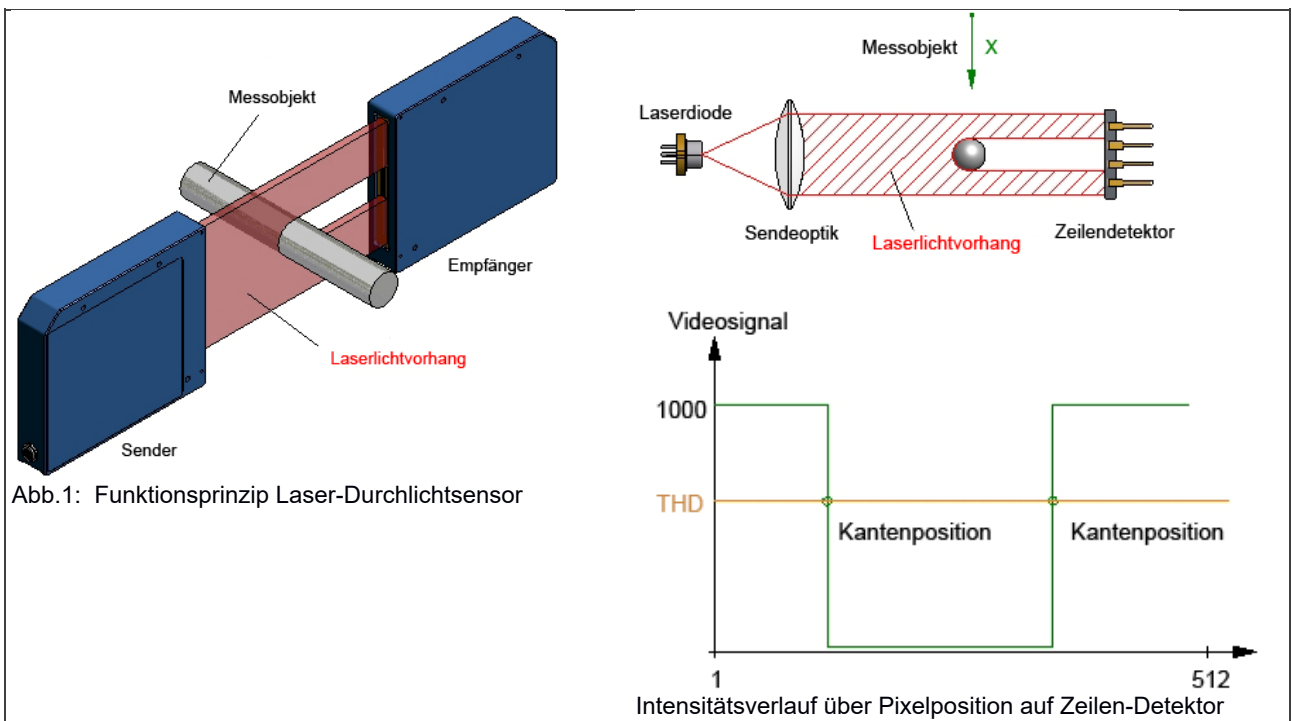 Messobjekt
Empfänger
Laserlichtvorhang
Sender
Abb.1: Funktionsprinzip Laser-Durchlichtsensor
Messobjekt X
Laserdiode
Sendeoptik
Laserlichtvorhang
Zeilendetektor
Videosignal
1000
THD
Kantenposition Kantenposition
1 512
Intensitätsverlauf über Pixelposition auf Zeilen-Detektor